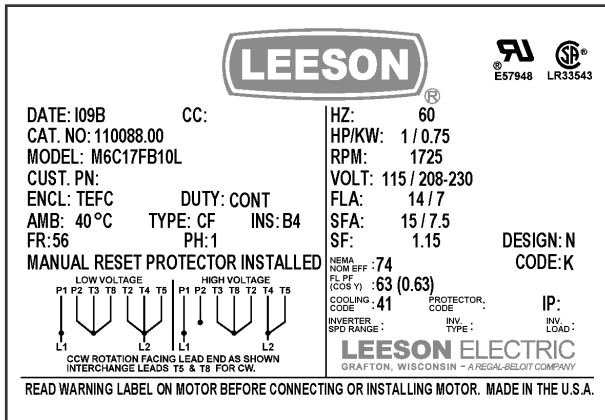 LEESON
®
®
E57948
LR33543
DATE: I09B CC:
CAT. NO: 110088.00
MODEL: M6C17FB10L
CUST. PN:
ENCL: TEFC DUTY: CONT
AMB: 40°C TYPE: CF INS: B4
FR: 56 PH: 1
MANUAL RESET PROTECTOR INSTALLED
LOW VOLTAGE HIGH VOLTAGE
P1 P2 T3 T8 T2 T4 T5 P1 P2 T3 T8 T2 T4 T5
L1 L2 L1 L2
CCW ROTATION FACING LEAD END AS SHOWN
INTERCHANGE LEADS T5 & T8 FOR CW.
HZ: 60
HP/KW: 1 / 0.75
RPM: 1725
VOLT: 115 / 208-230
FLA: 14 / 7
SFA: 15 / 7.5
SF: 1.15 DESIGN: N
NEMA NOM EFF : 74 CODE: K
FL PF (COS Y) : 63 (0.63)
COOLING CODE : 41 PROTECTOR, CODE : IP:
INVERTER SPD RANGE : INV. TYPE : INV. LOAD :
LEESON ELECTRIC
GRAFTON, WISCONSIN – A REGAL-BELOIT COMPANY
READ WARNING LABEL ON MOTOR BEFORE CONNECTING OR INSTALLING MOTOR. MADE IN THE U.S.A.